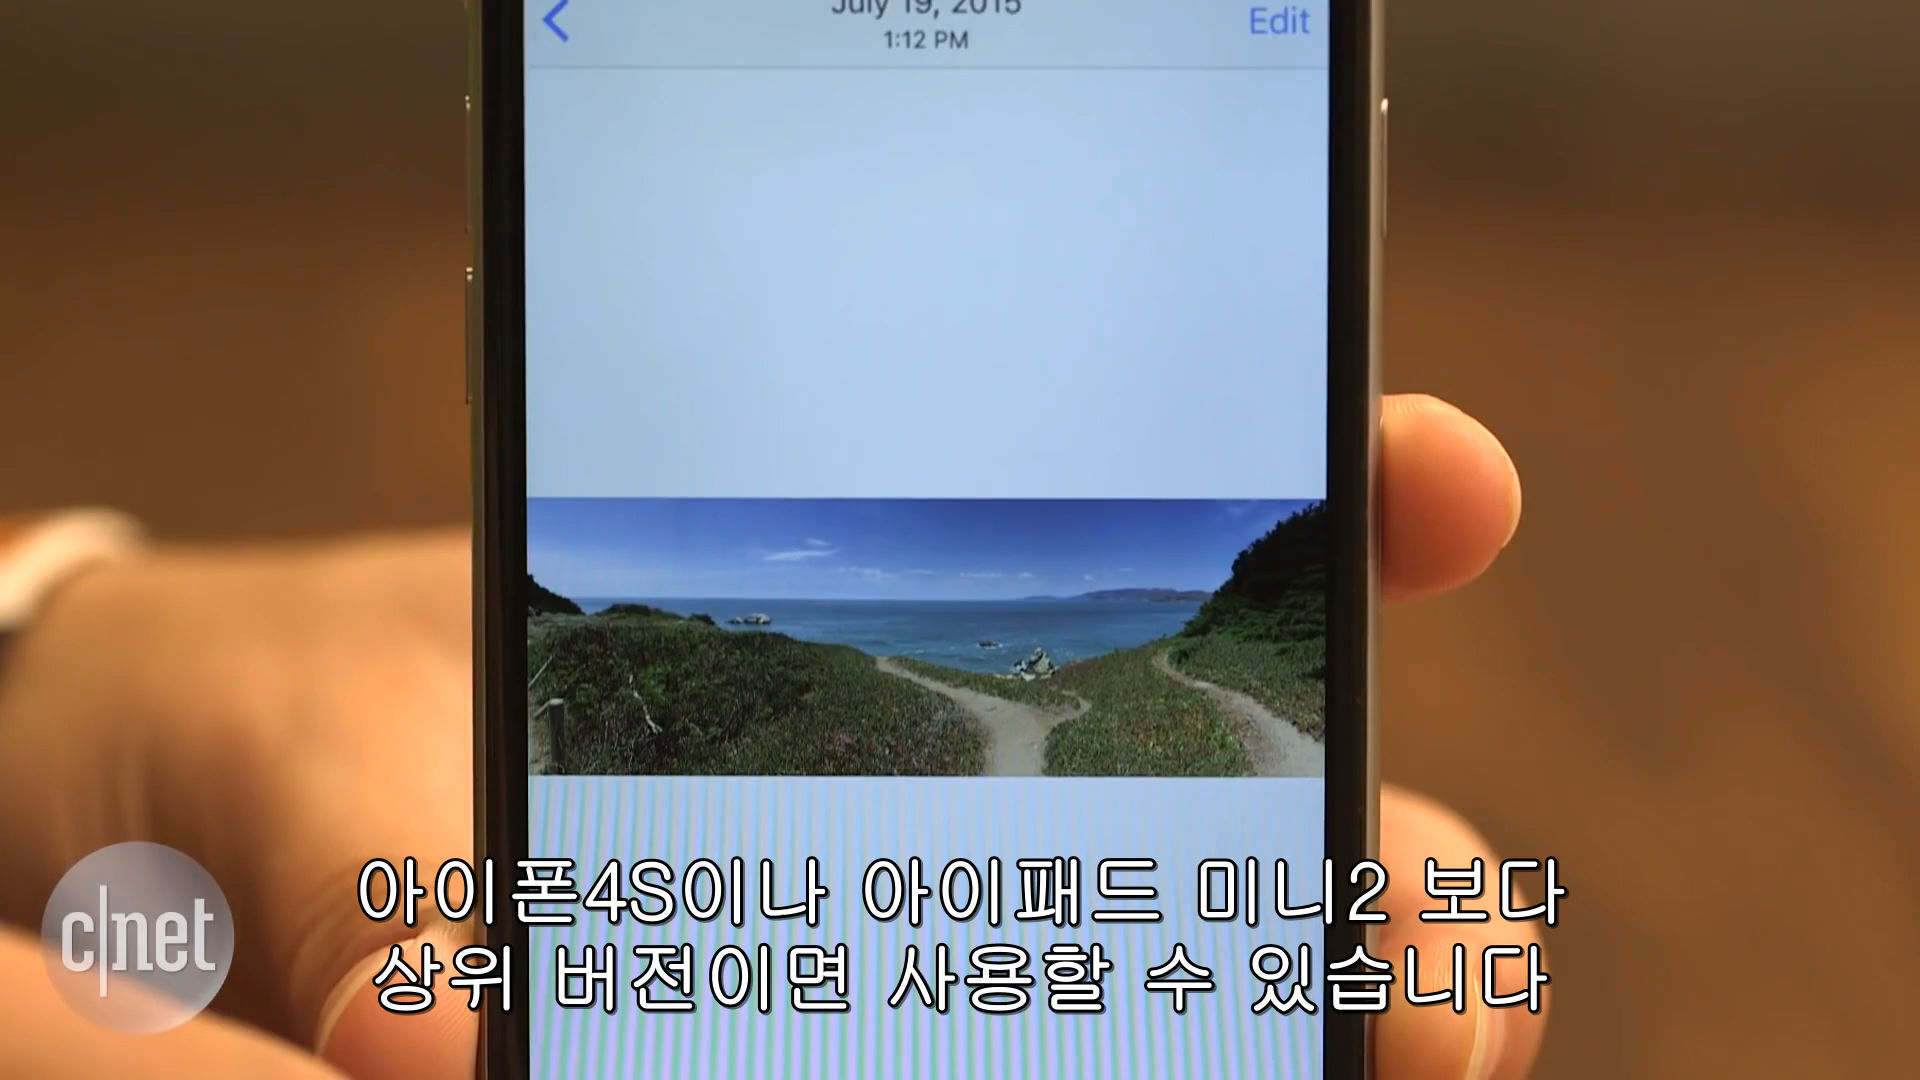 July 19, 2015
1:12 PM
Edit
c|net
아이폰4S이나 아이패드 미니2 보다
상위 버전이면 사용할 수 있습니다